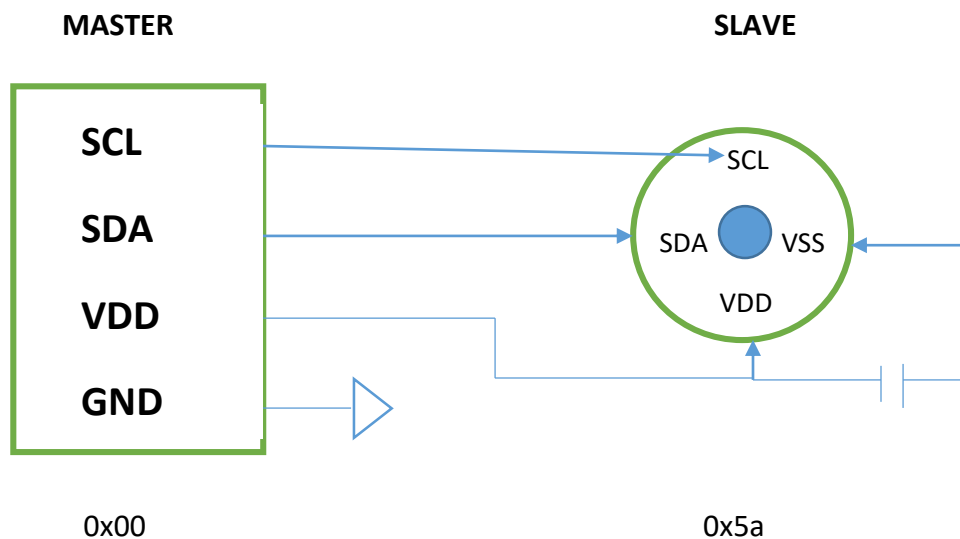 MASTER
SLAVE
SCL
SDA
VDD
GND
SCL
SDA
VSS
VDD
0x00
0x5a